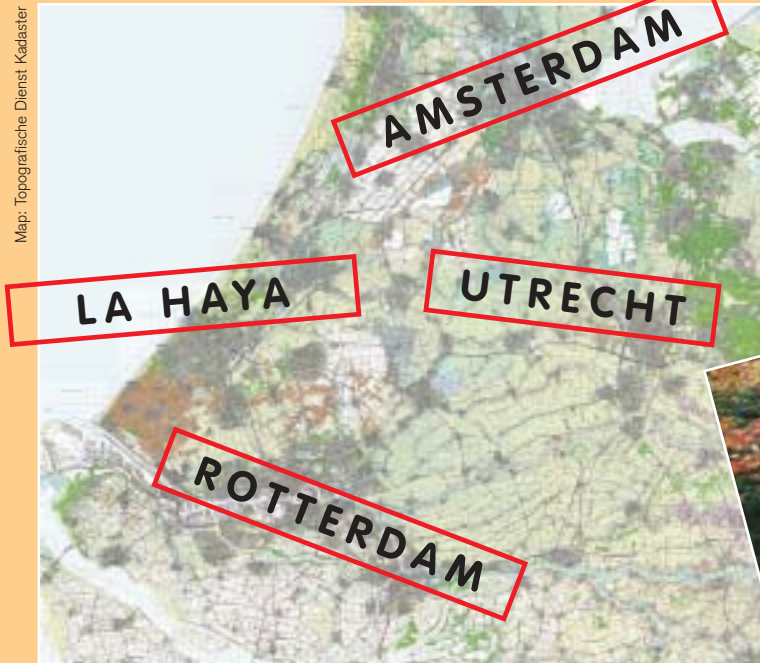 Map: Topografische Dienst Kadaster
AMSTERDAM
LA HAYA
UTRECHT
ROTTERDAM